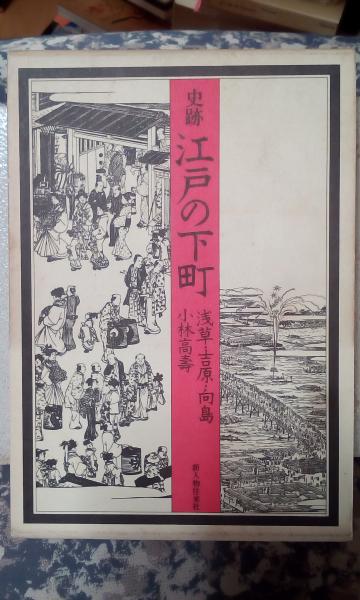 史跡
江戸の下町
浅草—吉原—向島
小林高壽
新人物往来社